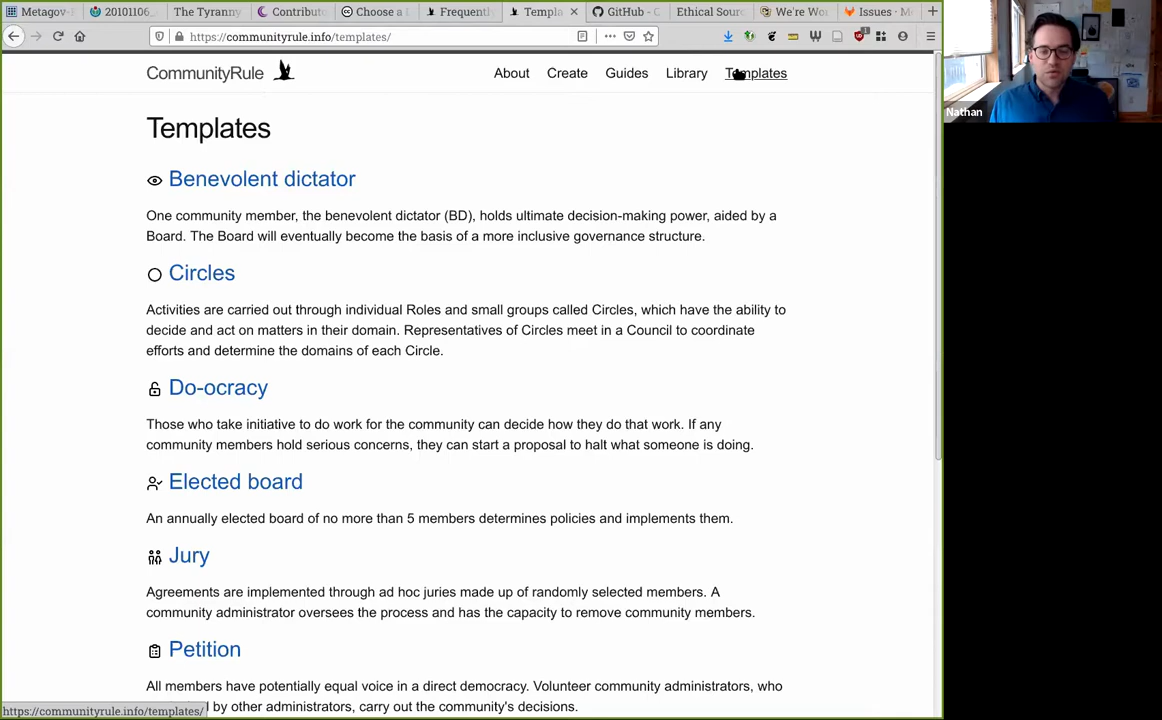 Metagov
20101106_
The Tyranny
Contribut
Choose a l
Frequentl
Templa
GitHub - C
Ethical Sour
We're Wo
Issues · M
https://communityrule.info/templates/
CommunityRule
About
Create
Guides
Library
Templates
Nathan
Templates
Benevolent dictator
One community member, the benevolent dictator (BD), holds ultimate decision-making power, aided by a
Board. The Board will eventually become the basis of a more inclusive governance structure.
Circles
Activities are carried out through individual Roles and small groups called Circles, which have the ability to
decide and act on matters in their domain. Representatives of Circles meet in a Council to coordinate
efforts and determine the domains of each Circle.
Do-ocracy
Those who take initiative to do work for the community can decide how they do that work. If any
community members hold serious concerns, they can start a proposal to halt what someone is doing.
Elected board
An annually elected board of no more than 5 members determines policies and implements them.
Jury
Agreements are implemented through ad hoc juries made up of randomly selected members. A
community administrator oversees the process and has the capacity to remove community members.
Petition
All members have potentially equal voice in a direct democracy. Volunteer community administrators, who
by other administrators, carry out the community's decisions.
https://communityrule.info/templates/